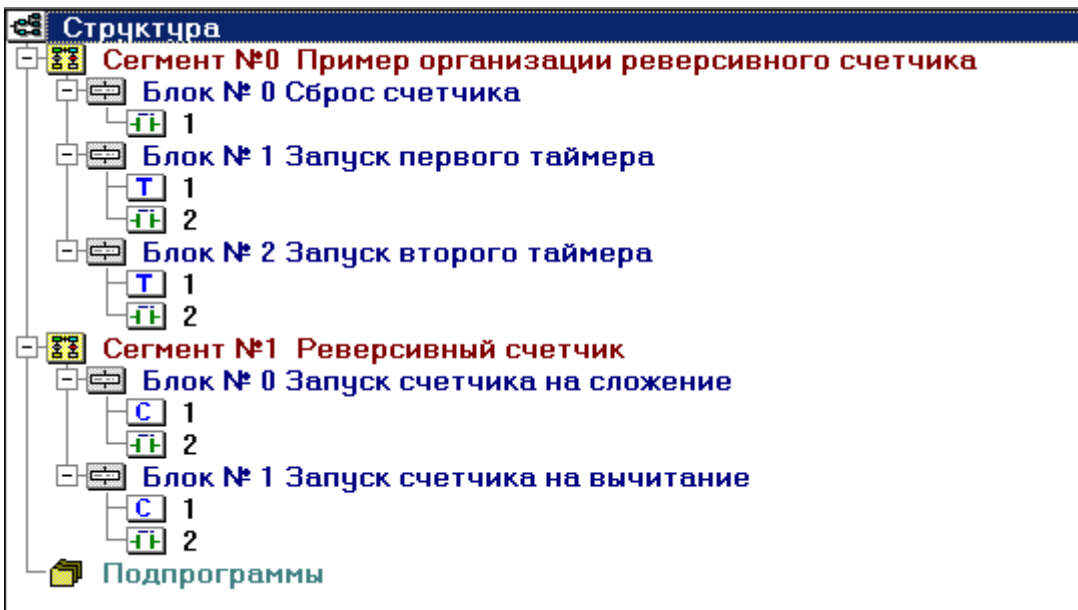 Структура
Сегмент №0 Пример организации реверсивного счетчика
Блок № 0 Сброс счетчика
1
Блок № 1 Запуск первого таймера
T 1
2
Блок № 2 Запуск второго таймера
T 1
2
Сегмент №1 Реверсивный счетчик
Блок № 0 Запуск счетчика на сложение
C 1
2
Блок № 1 Запуск счетчика на вычитание
C 1
2
Подпрограммы